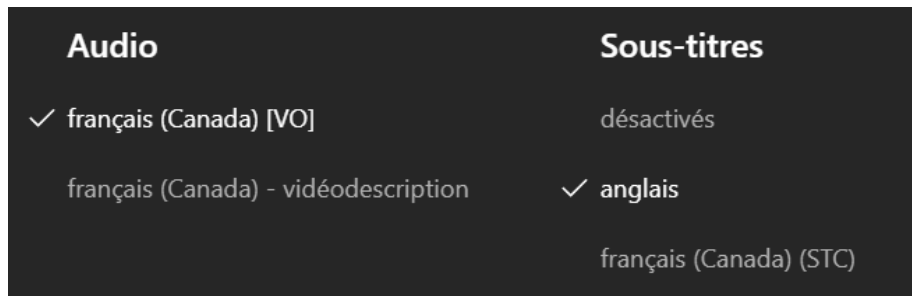 Audio
français (Canada) [VO]
français (Canada) - vidéodescription
Sous-titres
désactivés
anglais
français (Canada) (STC)